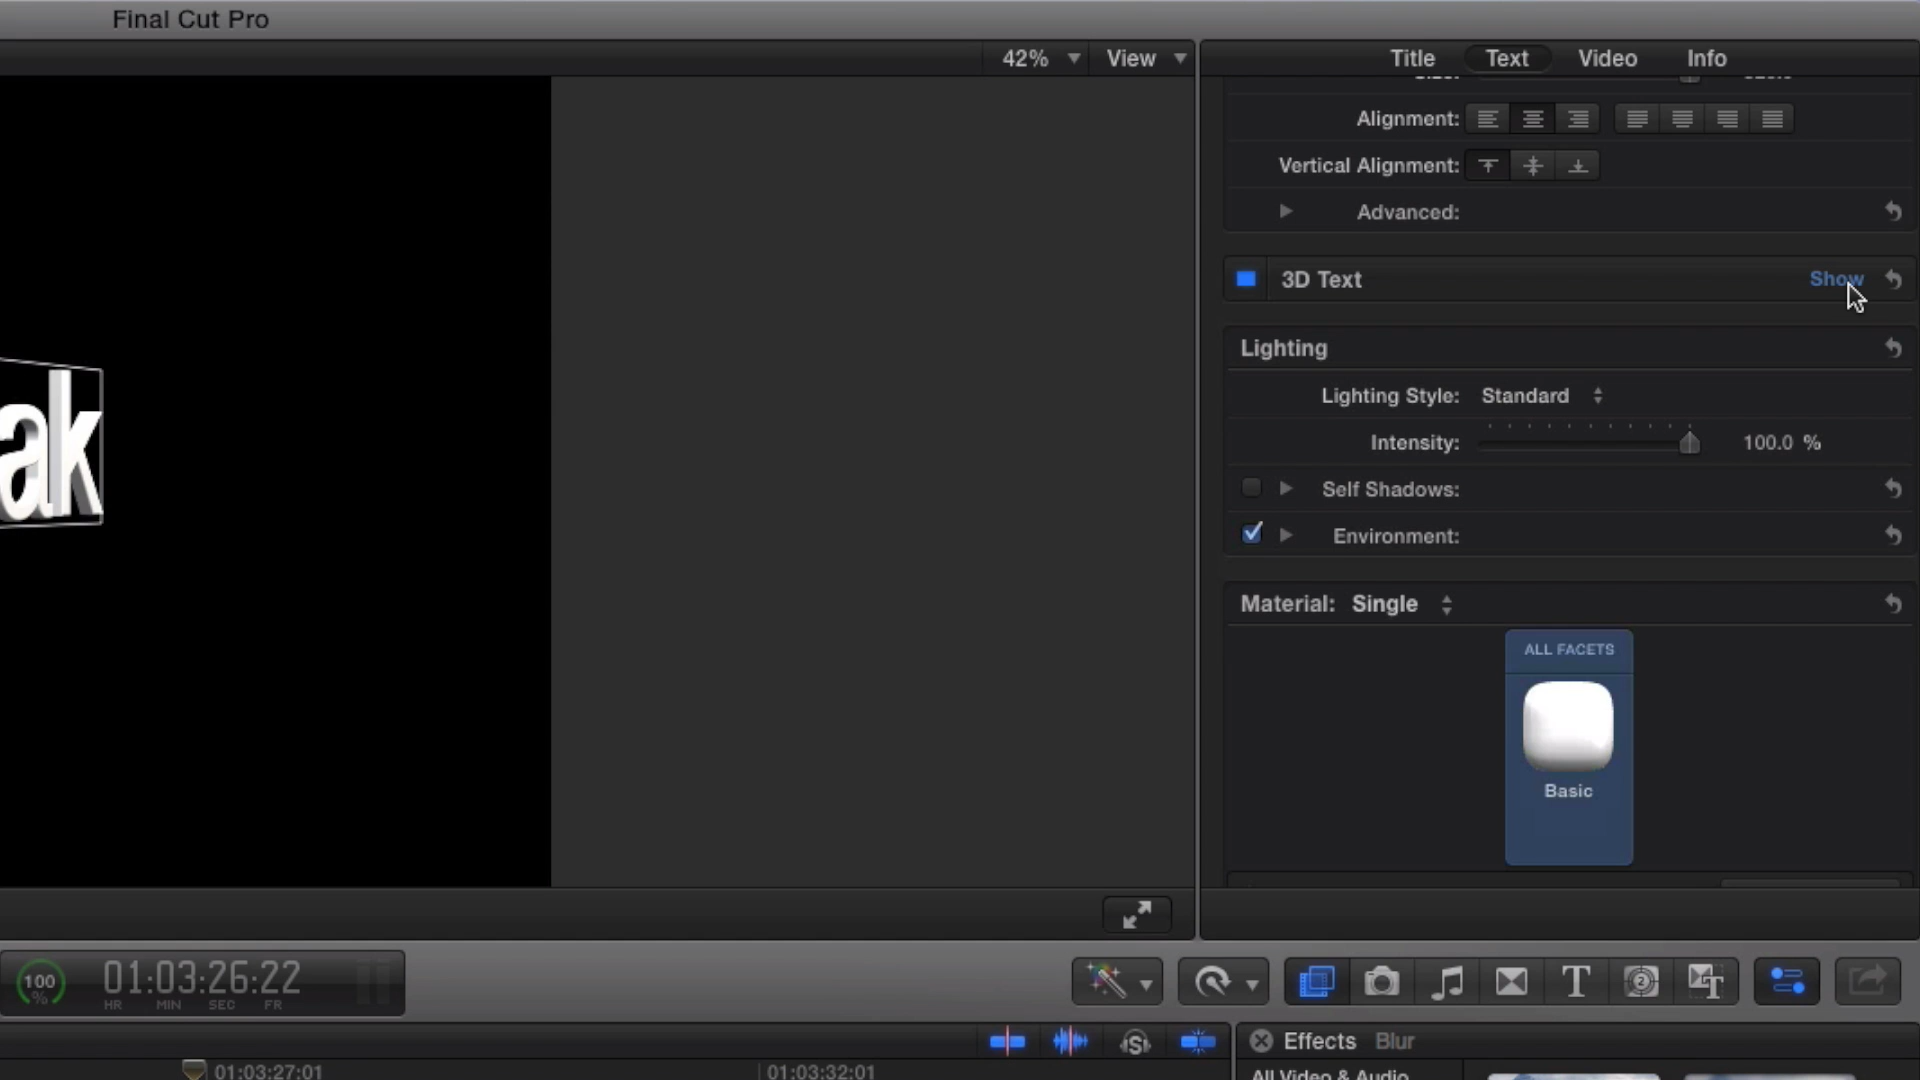 Final Cut Pro
42% View
Title Text Video Info
Alignment:
Vertical Alignment:
Advanced:
3D Text Show
Lighting
Lighting Style: Standard
Intensity: 100.0 %
Self Shadows:
Environment:
Material: Single
ALL FACETS
Basic
ak
100 %
01:03:26:22
HR MIN SEC FR
Effects Blur
01:03:27:01 01:03:32:01
All Video & Audio